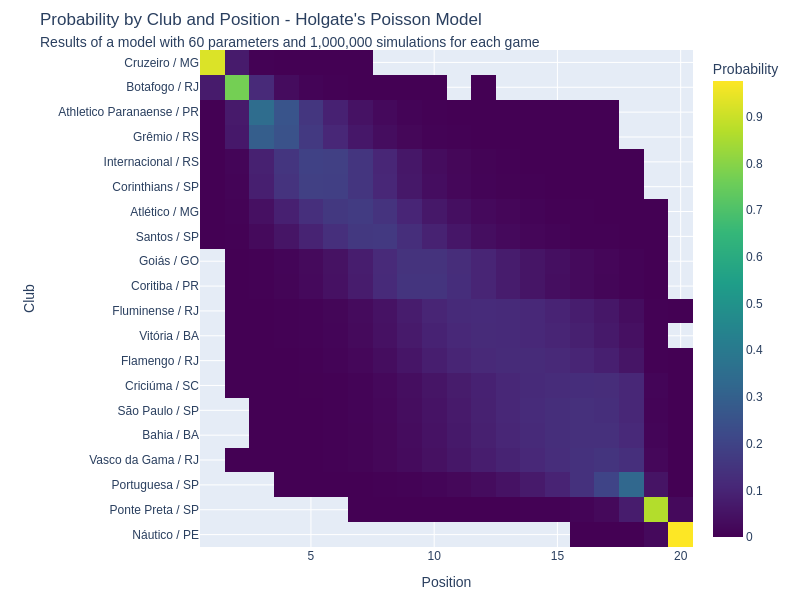 Probability by Club and Position - Holgate's Poisson Model
Results of a model with 60 parameters and 1,000,000 simulations for each game
Probability
Club
Cruzeiro / MG
Botafogo / RJ
Athletico Paranaense / PR
Grêmio / RS
Internacional / RS
Corinthians / SP
Atlético / MG
Santos / SP
Goiás / GO
Coritiba / PR
Fluminense / RJ
Vitória / BA
Flamengo / RJ
Criciúma / SC
São Paulo / SP
Bahia / BA
Vasco da Gama / RJ
Portuguesa / SP
Ponte Preta / SP
Náutico / PE
5 10 15 20
Position
0.9
0.8
0.7
0.6
0.5
0.4
0.3
0.2
0.1
0